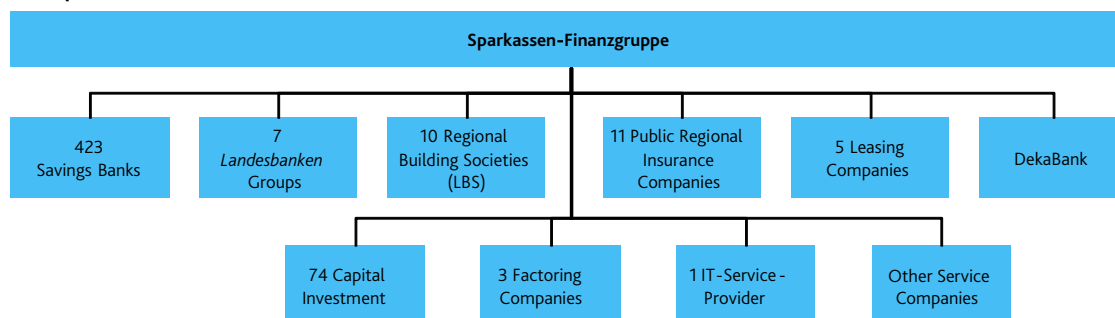 Sparkassen-Finanzgruppe
423
Savings Banks
7
Landesbanken
Groups
10 Regional
Building Societies
(LBS)
11 Public Regional
Insurance
Companies
5 Leasing
Companies
DekaBank
74 Capital
Investment
3 Factoring
Companies
1 IT-Service-
Provider
Other Service
Companies